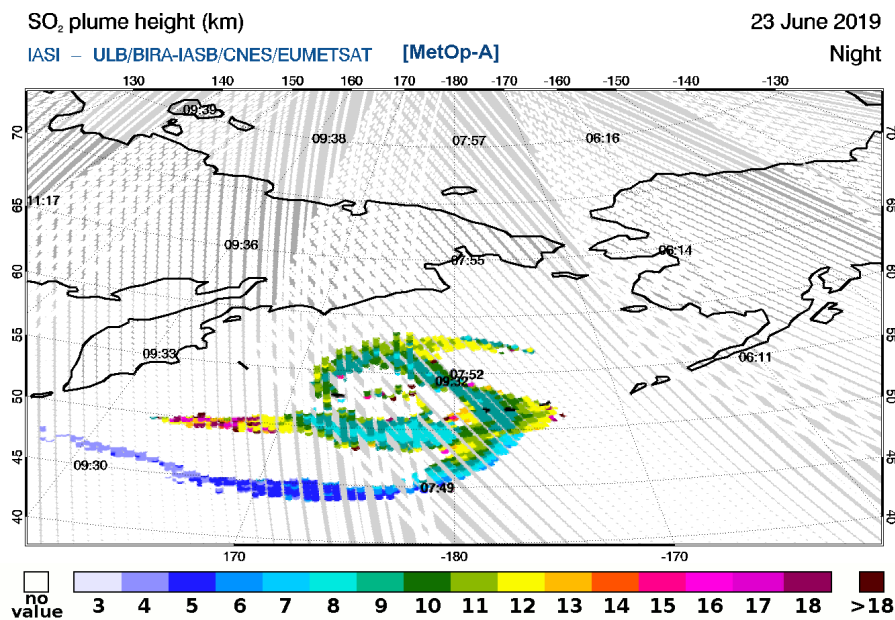 SO₂ plume height (km) 23 June 2019
IASI – ULB/BIRA-IASB/CNES/EUMETSAT [MetOp-A] Night
130 140 150 160 170 -180 -170 -160 -150 -140 -130
09:39
09:38 07:57 06:16
70 70
11:17
65 65
09:36 07:55 06:14
60 60
55 55
09:33 06:11
07:52
09:32
50 50
45 45
09:30 07:49
40 40
170 -180 -170
no value 3 4 5 6 7 8 9 10 11 12 13 14 15 16 17 18 >18